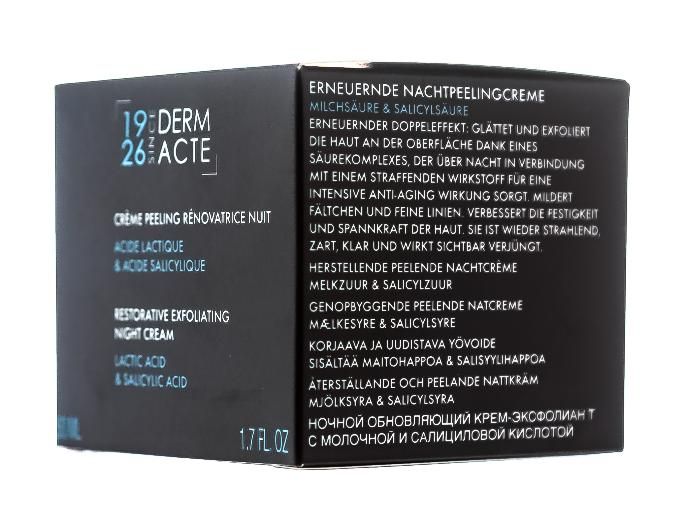 19 SINCE DERM
26 ACTE
CRÈME PEELING RÉNOVATRICE NUIT
ACIDE LACTIQUE
& ACIDE SALICYLIQUE
RESTORATIVE EXFOLIATING
NIGHT CREAM
LACTIC ACID
& SALICYLIC ACID
1.7 FL. OZ
ERNEUERNDE NACHTPEELINGCREME
MILCHSÄURE & SALICYLSÄURE
ERNEUERNDER DOPPELEFFEKT: GLÄTTET UND EXFOLIERT
DIE HAUT AN DER OBERFLÄCHE DANK EINES
SÄUREKOMPLEXES, DER ÜBER NACHT IN VERBINDUNG
MIT EINEM STRAFFENDEN WIRKSTOFF FÜR EINE
INTENSIVE ANTI-AGING WIRKUNG SORGT. MILDERT
FÄLTCHEN UND FEINE LINIEN. VERBESSERT DIE FESTIGKEIT
UND SPANNKRAFT DER HAUT. SIE IST WIEDER STRAHLEND,
ZART, KLAR UND WIRKT SICHTBAR VERJÜNGT.
HERSTELLENDE PEELENDE NACHTCRÈME
MELKZUUR & SALICYLZUUR
GENOPBYGGENDE PEELENDE NATCREME
MÆLKESYRE & SALICYLSYRE
KORJAAVA JA UUDISTAVA YÖVOIDE
SISÄLTÄÄ MAITOHAPPOA & SALISYYLIHAPPOA
ÅTERSTÄLLANDE OCH PEELANDE NATTKRÄM
MJÖLKSYRA & SALICYLSYRA
НОЧНОЙ ОБНОВЛЯЮЩИЙ КРЕМ-ЭКСФОЛИАН Т
С МОЛОЧНОЙ И САЛИЦИЛОВОЙ КИСЛОТОЙ